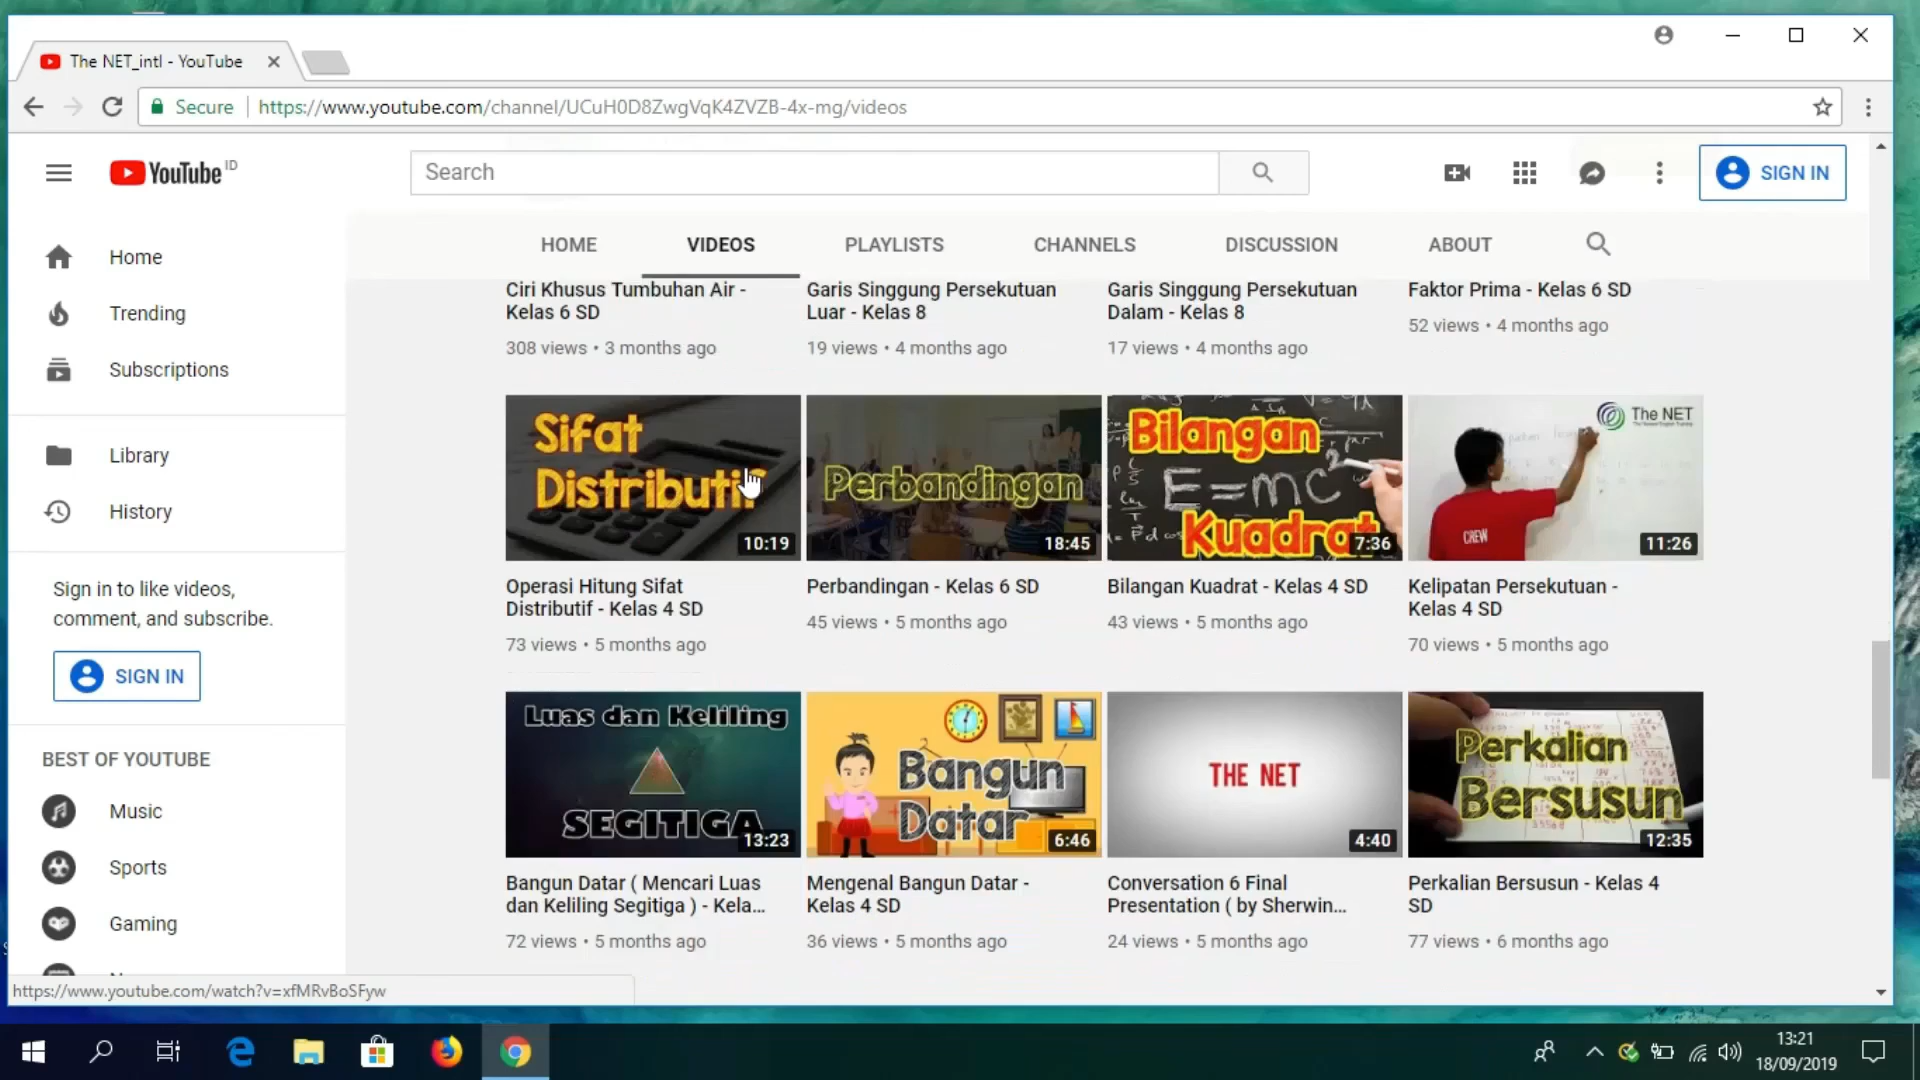 The NET_intl - YouTube
Secure
https://www.youtube.com/channel/UCuH0D8ZwgVqK4ZVZB-4x-mg/videos
YouTube ID
Search
SIGN IN
HOME
VIDEOS
PLAYLISTS
CHANNELS
DISCUSSION
ABOUT
Home
Trending
Subscriptions
Library
History
Sign in to like videos,
comment, and subscribe.
SIGN IN
BEST OF YOUTUBE
Music
Sports
Gaming
Ciri Khusus Tumbuhan Air -
Kelas 6 SD
308 views • 3 months ago
Garis Singgung Persekutuan
Luar - Kelas 8
19 views • 4 months ago
Garis Singgung Persekutuan
Dalam - Kelas 8
17 views • 4 months ago
Faktor Prima - Kelas 6 SD
52 views • 4 months ago
Sifat
Distributif
10:19
Operasi Hitung Sifat
Distributif - Kelas 4 SD
73 views • 5 months ago
Perbandingan
18:45
Perbandingan - Kelas 6 SD
45 views • 5 months ago
Bilangan
E=mc²
Kuadrat
7:36
Bilangan Kuadrat - Kelas 4 SD
43 views • 5 months ago
The NET
CREW
11:26
Kelipatan Persekutuan -
Kelas 4 SD
70 views • 5 months ago
Luas dan Keliling
SEGITIGA
13:23
Bangun Datar ( Mencari Luas
dan Keliling Segitiga ) - Kela...
72 views • 5 months ago
Bangun
Datar
6:46
Mengenal Bangun Datar -
Kelas 4 SD
36 views • 5 months ago
THE NET
4:40
Conversation 6 Final
Presentation ( by Sherwin...
24 views • 5 months ago
Perkalian
Bersusun
12:35
Perkalian Bersusun - Kelas 4
SD
77 views • 6 months ago
https://www.youtube.com/watch?v=xfMRvBoSFyw
13:21
18/09/2019